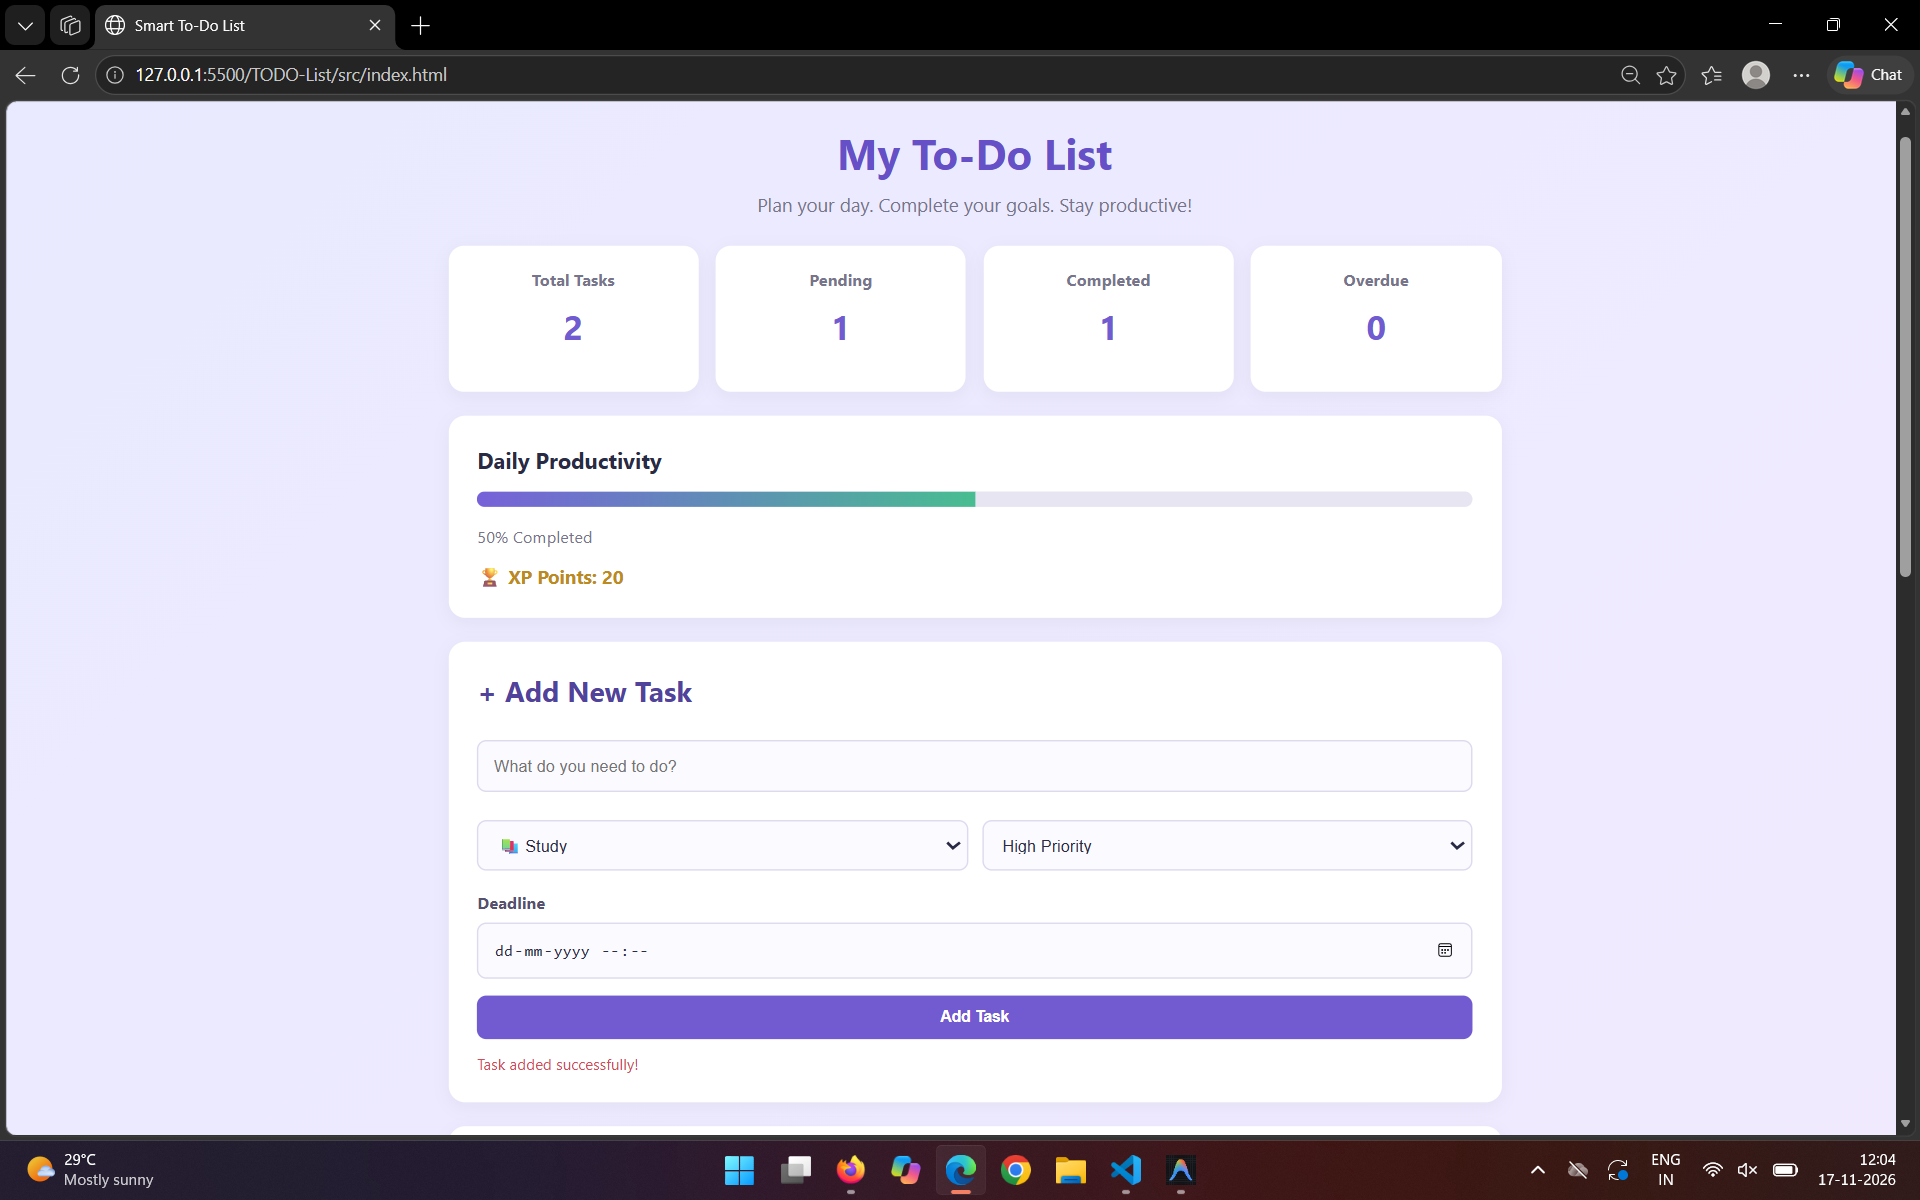 Smart To-Do List
127.0.0.1:5500/TODO-List/src/index.html
Chat
My To-Do List
Plan your day. Complete your goals. Stay productive!
Total Tasks
2
Pending
1
Completed
1
Overdue
0
Daily Productivity
50% Completed
XP Points: 20
+ Add New Task
What do you need to do?
Study
High Priority
Deadline
dd-mm-yyyy --:--
Add Task
Task added successfully!
29°C
Mostly sunny
ENG
IN
12:04
17-11-2026